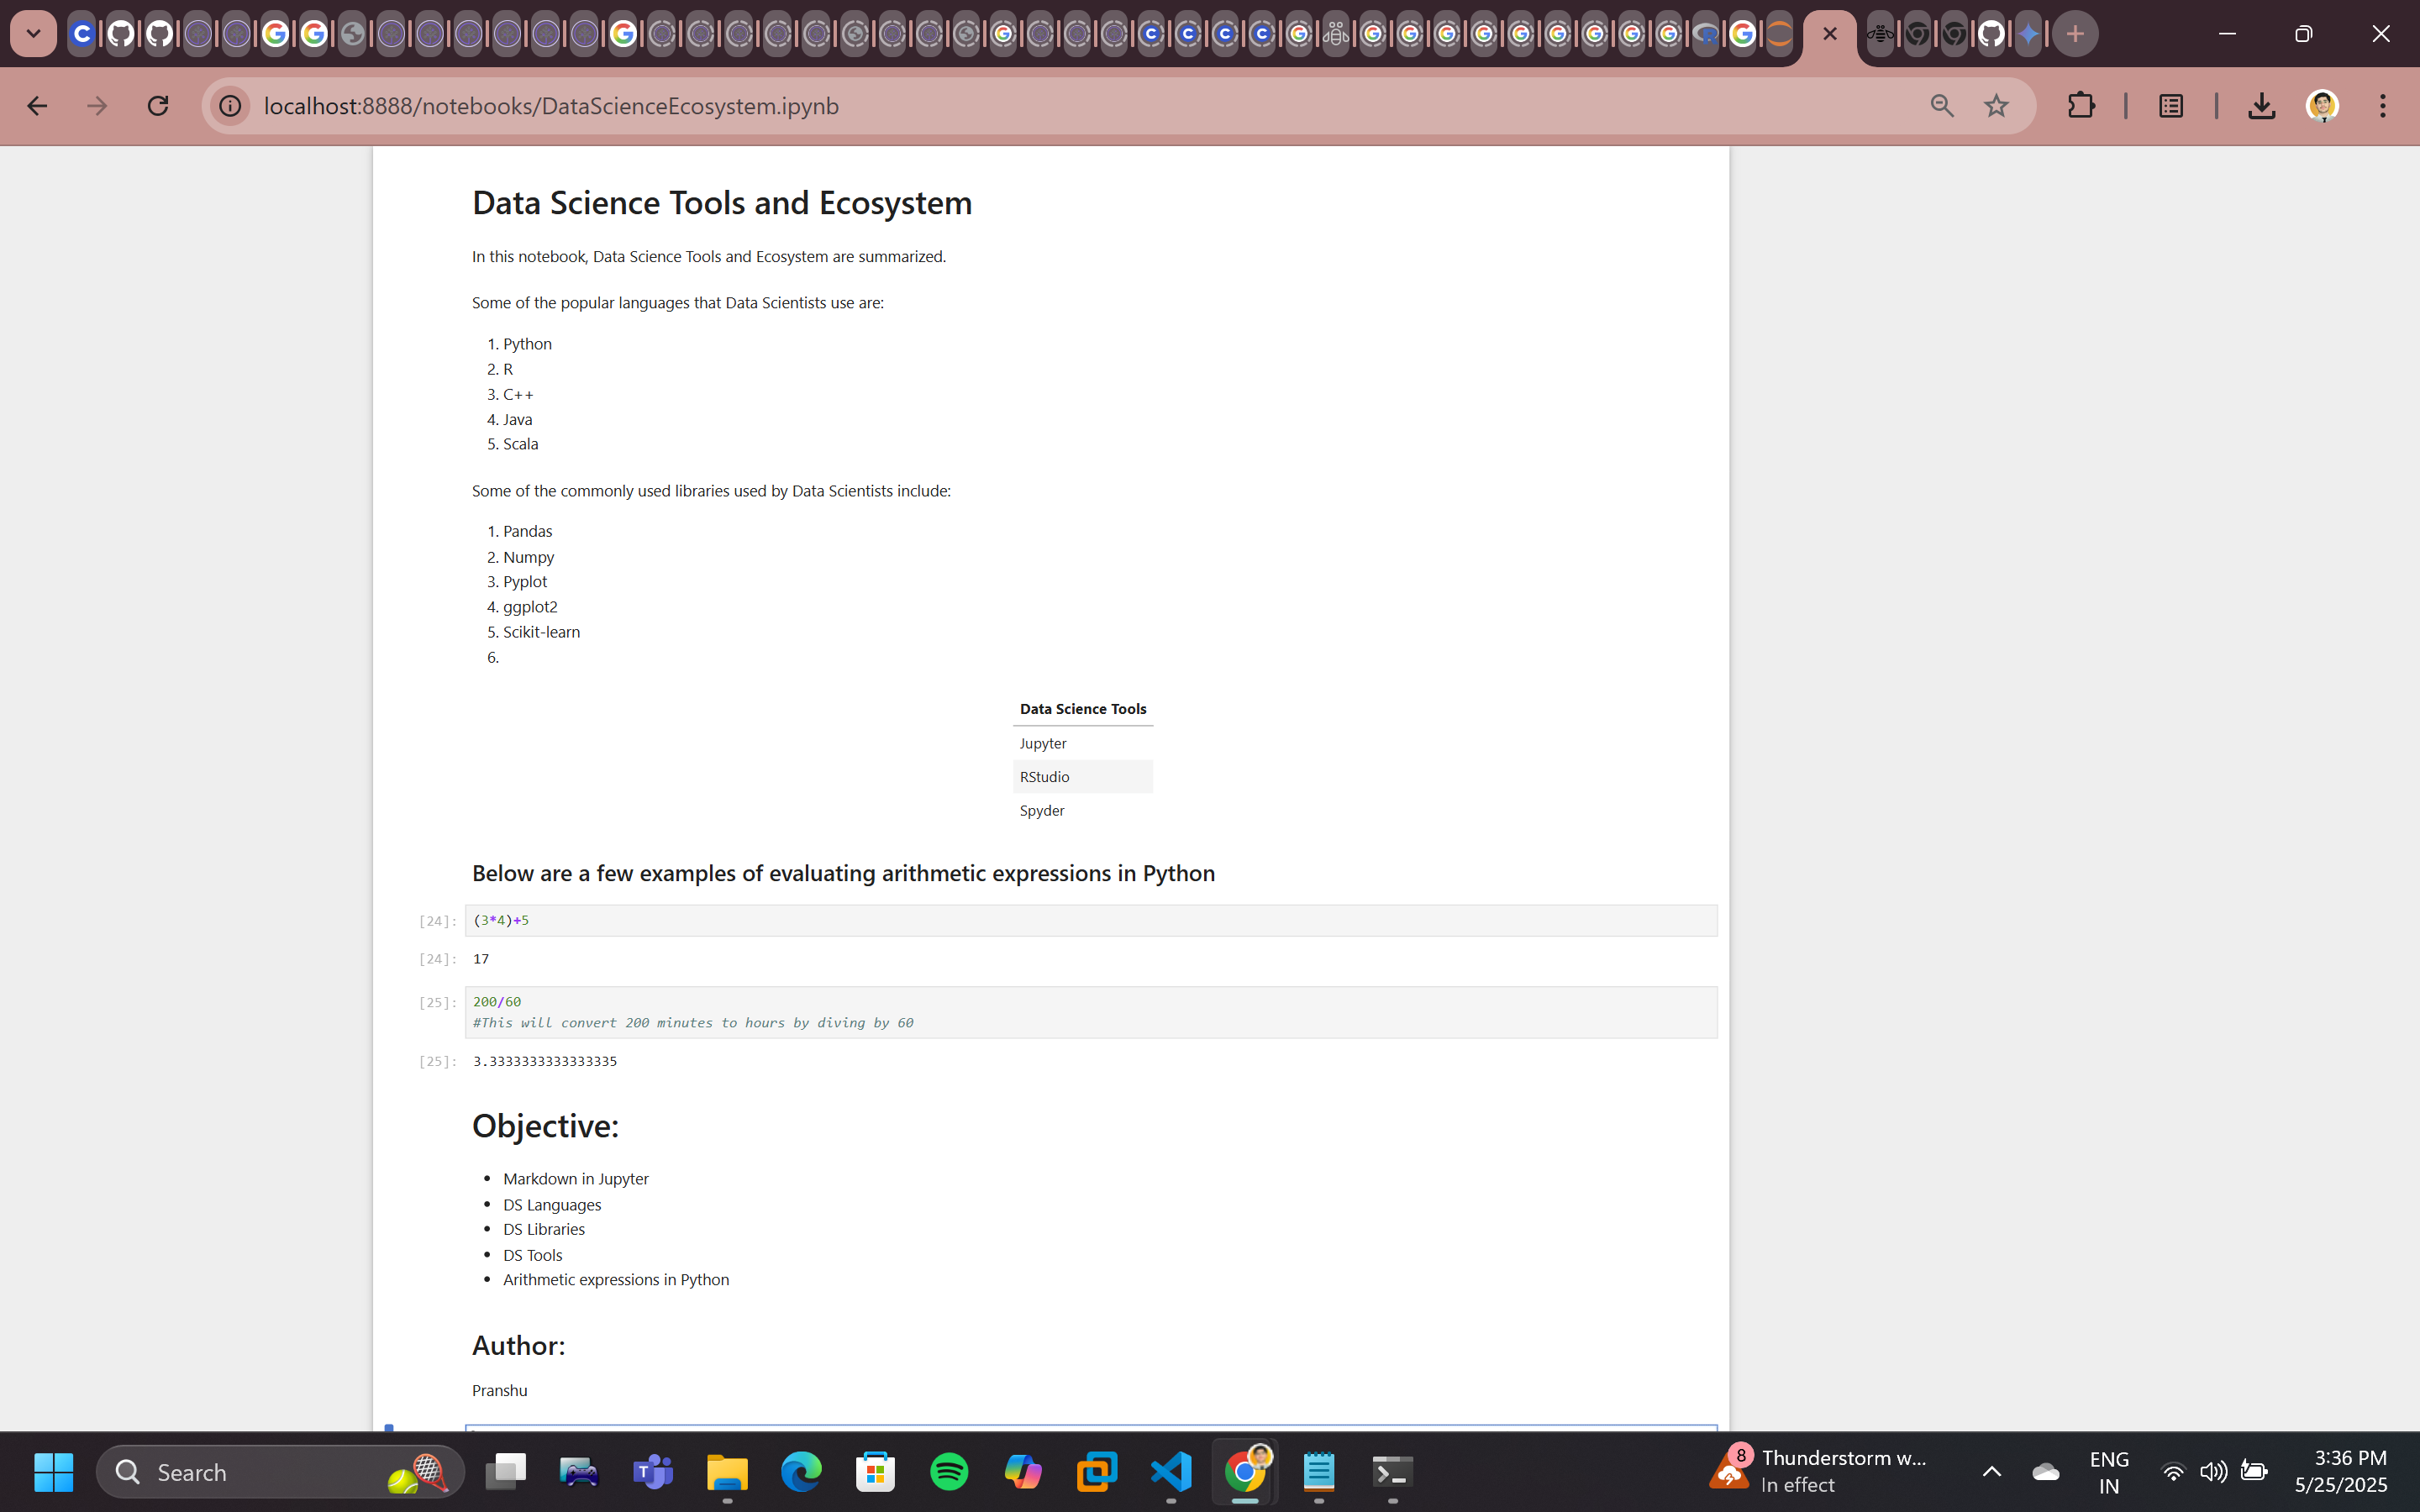 localhost:8888/notebooks/DataScienceEcosystem.ipynb
Data Science Tools and Ecosystem
In this notebook, Data Science Tools and Ecosystem are summarized.
Some of the popular languages that Data Scientists use are:
1. Python
2. R
3. C++
4. Java
5. Scala
Some of the commonly used libraries used by Data Scientists include:
1. Pandas
2. Numpy
3. Pyplot
4. ggplot2
5. Scikit-learn
6.
Data Science Tools
Jupyter
RStudio
Spyder
Below are a few examples of evaluating arithmetic expressions in Python
[24]: (3*4)+5
[24]: 17
[25]: 200/60
#This will convert 200 minutes to hours by diving by 60
[25]: 3.3333333333333335
Objective:
• Markdown in Jupyter
• DS Languages
• DS Libraries
• DS Tools
• Arithmetic expressions in Python
Author:
Pranshu
Search
8
Thunderstorm w...
In effect
ENG
IN
3:36 PM
5/25/2025